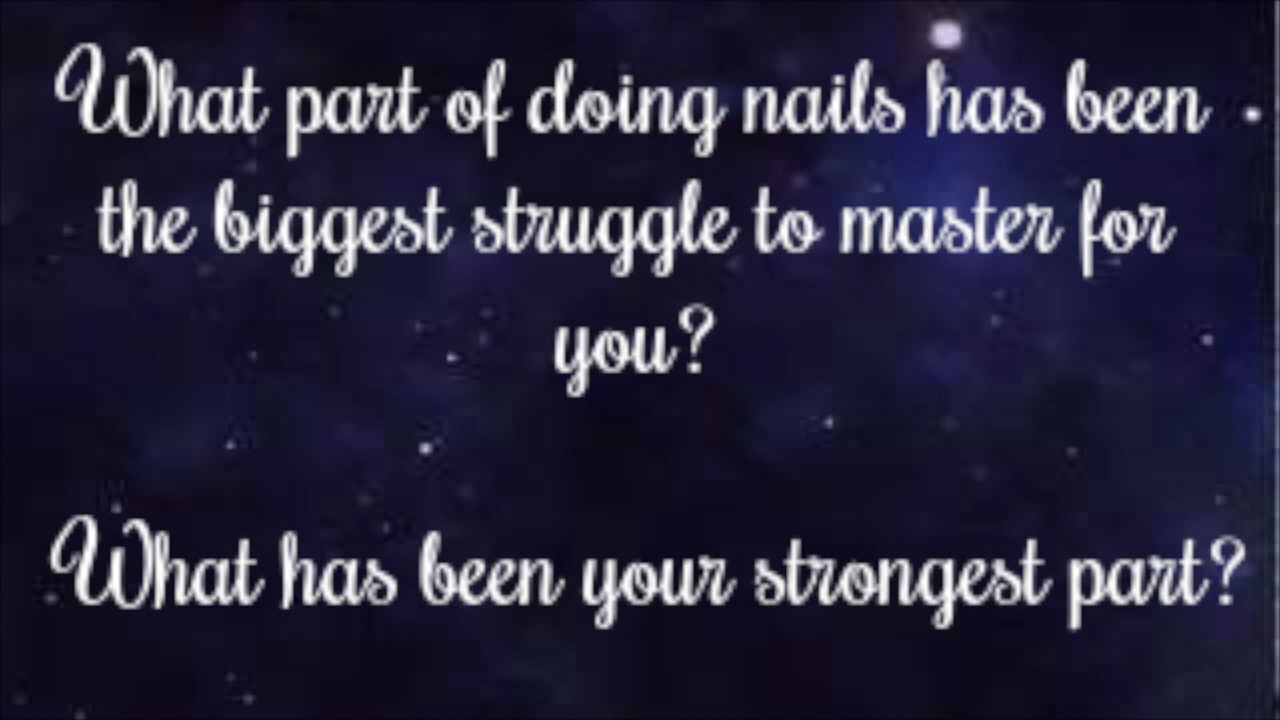 What part of doing nails has been
the biggest struggle to master for
you?
What has been your strongest part?